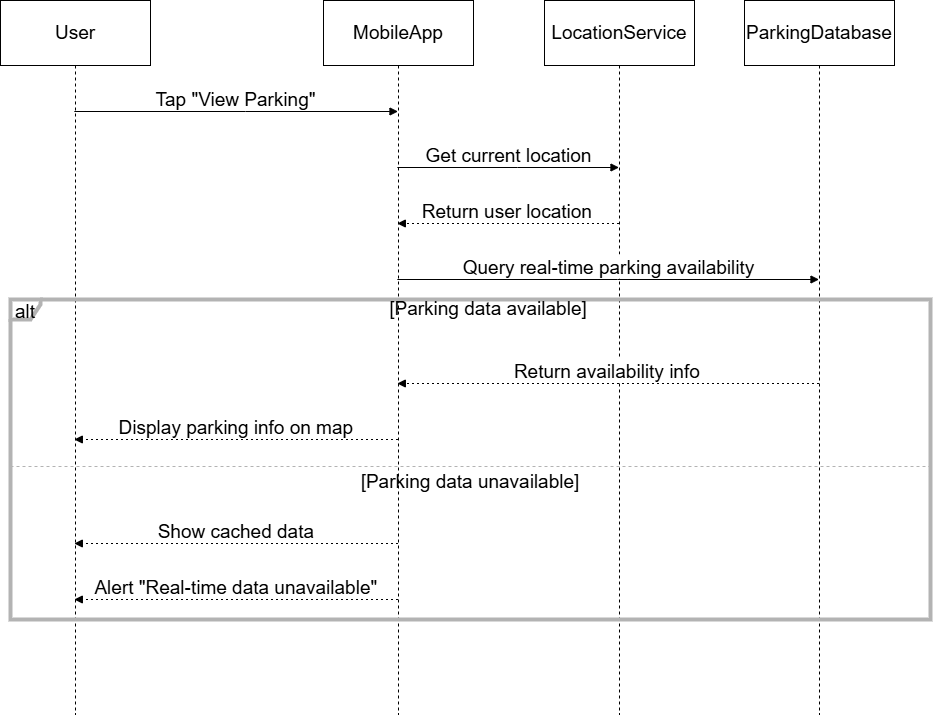 User
MobileApp
LocationService
ParkingDatabase
Tap "View Parking"
Get current location
Return user location
Query real-time parking availability
alt
[Parking data available]
Return availability info
Display parking info on map
[Parking data unavailable]
Show cached data
Alert "Real-time data unavailable"